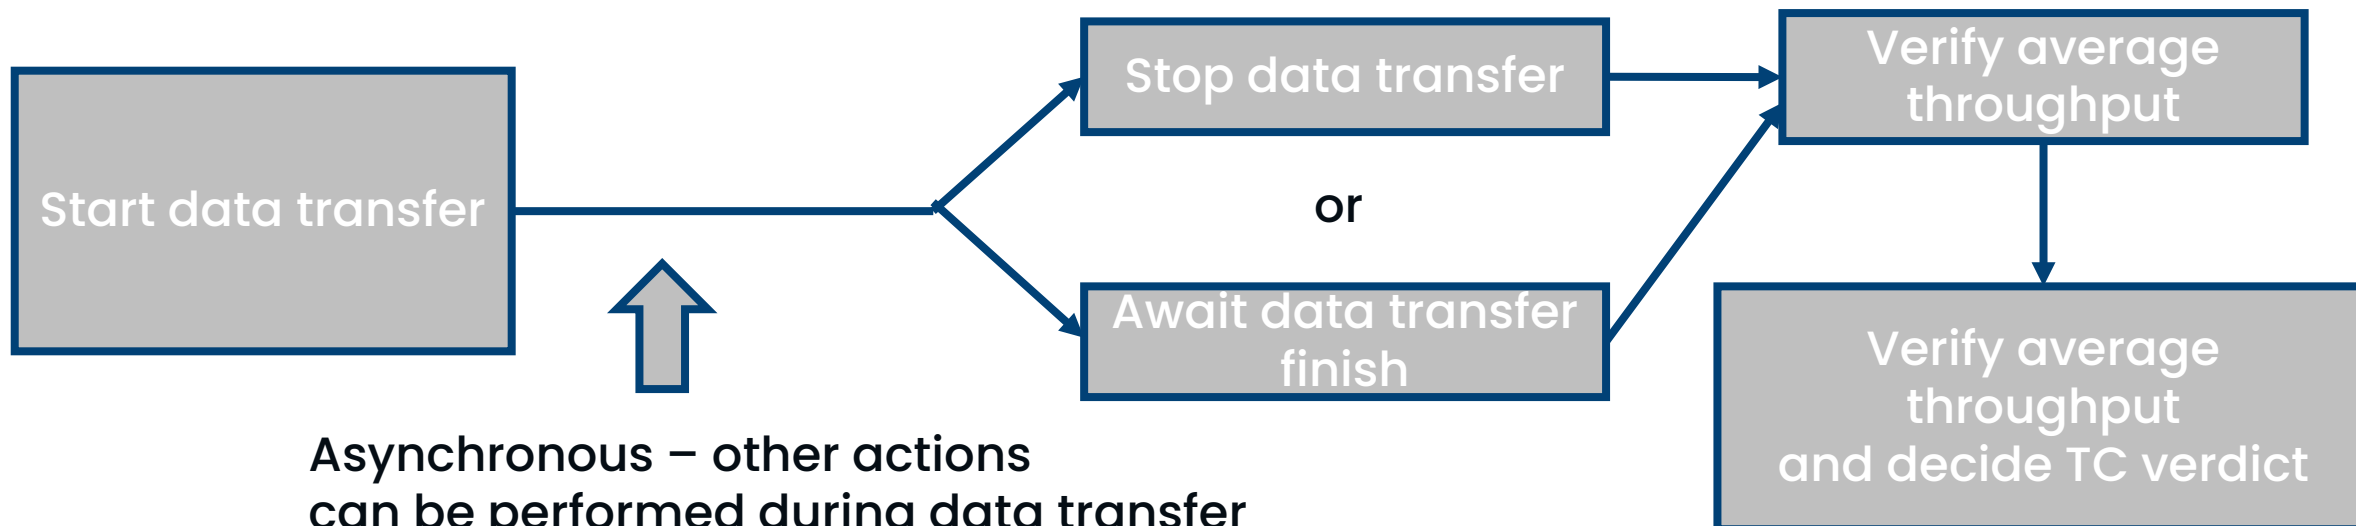 Start data transfer
Stop data transfer
or
Await data transfer
finish
Verify average
throughput
Verify average
throughput
and decide TC verdict
Asynchronous – other actions
can be performed during data transfer